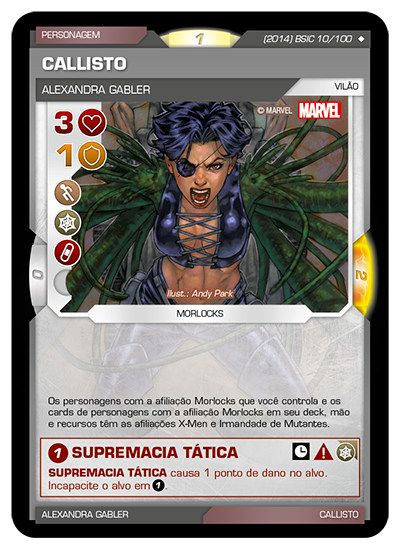 PERSONAGEM
1
(2014) BSIC 10/100
CALLISTO
ALEXANDRA GABLER
VILÃO
3
© MARVEL
MARVEL
1
0
2
Ilust.: Andy Park
MORLOCKS
Os personagens com a afiliação Morlocks que você controla e os
cards de personagens com a afiliação Morlocks em seu deck, mão
e recursos têm as afiliações X-Men e Irmandade de Mutantes.
1 SUPREMACIA TÁTICA
SUPREMACIA TÁTICA causa 1 ponto de dano no alvo.
Incapacite o alvo em 1.
ALEXANDRA GABLER
CALLISTO